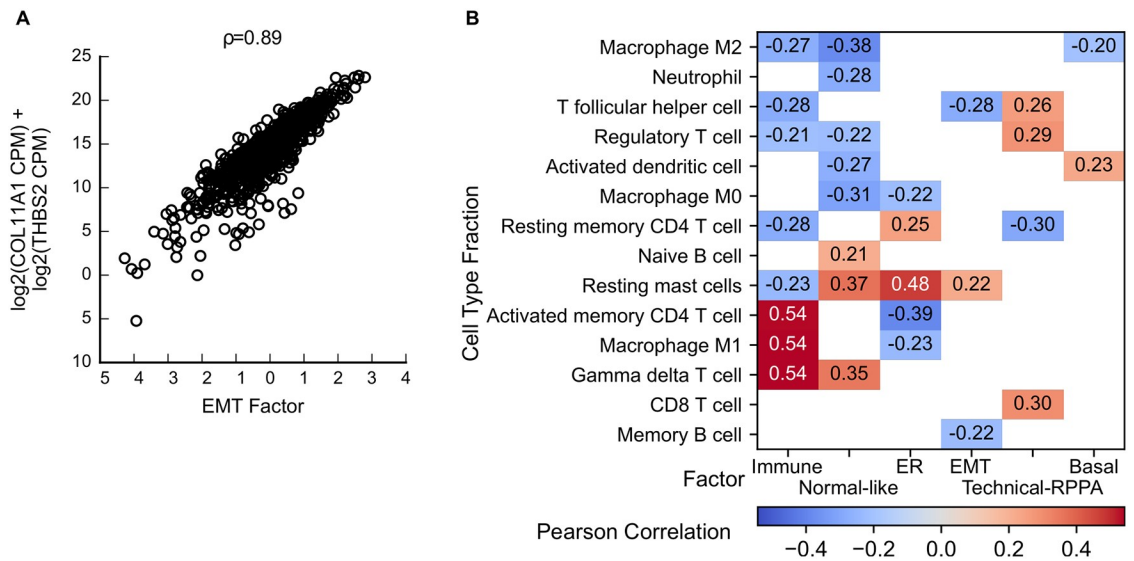 A
ρ=0.89
25
20
15
10
5
0
5
10
5 4 3 2 1 0 1 2 3 4
EMT Factor
log2(COL11A1 CPM) +
log2(THBS2 CPM)
B
Cell Type Fraction
Macrophage M2 -0.27 -0.38 -0.20
Neutrophil -0.28
T follicular helper cell -0.28 -0.28 0.26
Regulatory T cell -0.21 -0.22 0.29
Activated dendritic cell -0.27 0.23
Macrophage M0 -0.31 -0.22
Resting memory CD4 T cell -0.28 0.25 -0.30
Naive B cell 0.21
Resting mast cells -0.23 0.37 0.48 0.22
Activated memory CD4 T cell 0.54 -0.39
Macrophage M1 0.54 -0.23
Gamma delta T cell 0.54 0.35
CD8 T cell 0.30
Memory B cell -0.22
Factor
Immune ER EMT Basal
Normal-like Technical-RPPA
Pearson Correlation
−0.4 −0.2 0.0 0.2 0.4